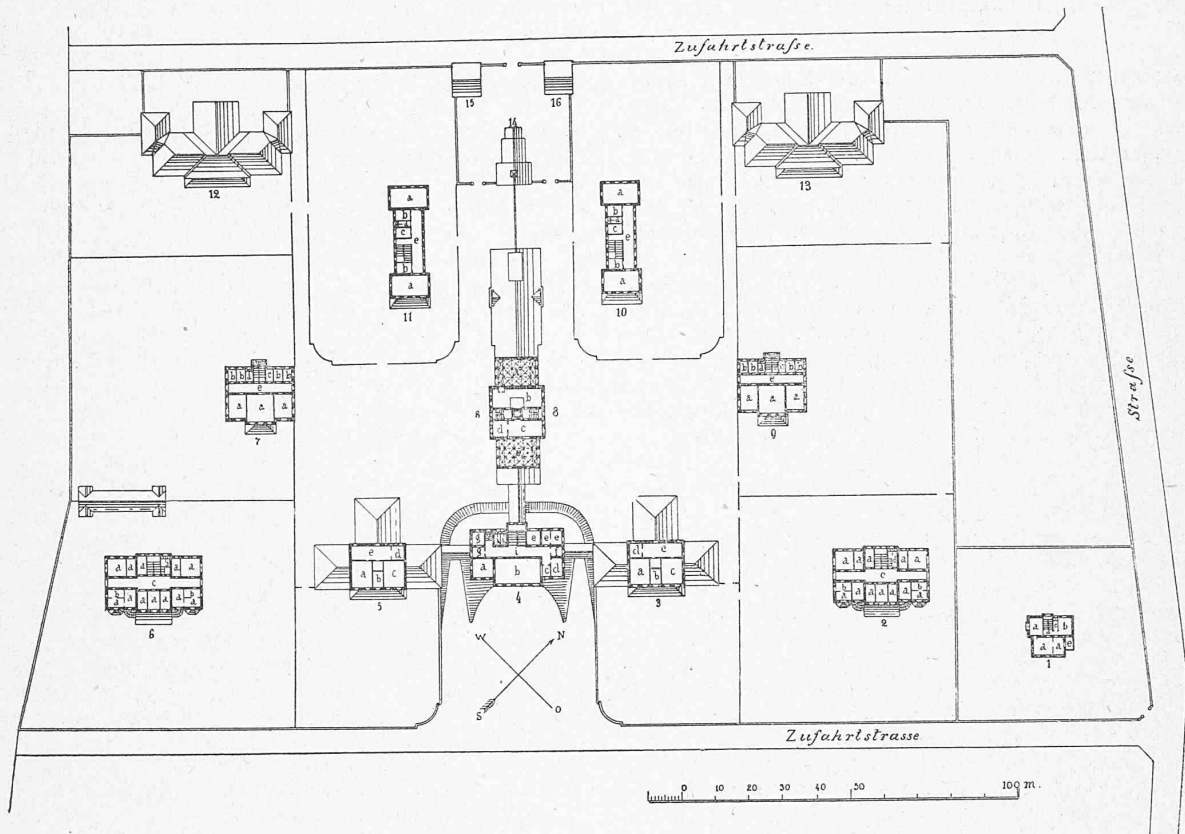 Zufahrtstraſse.
15 16
14
12 13
a a
b b
c e c e
b b
a a
11 10
b b c b b e a a a 7
b 8 8 d c
b b c b e a a a 9
Straſse
e d a b c 5
g g i e e e f a b c d 4
d e a b c 3
d d d a a c b a a a a a b a 6
d d d a a c b a a a a a b a 2
a b d a e 1
W N
S O
Zufahrtstrasse
0 10 20 30 40 50 100 m.